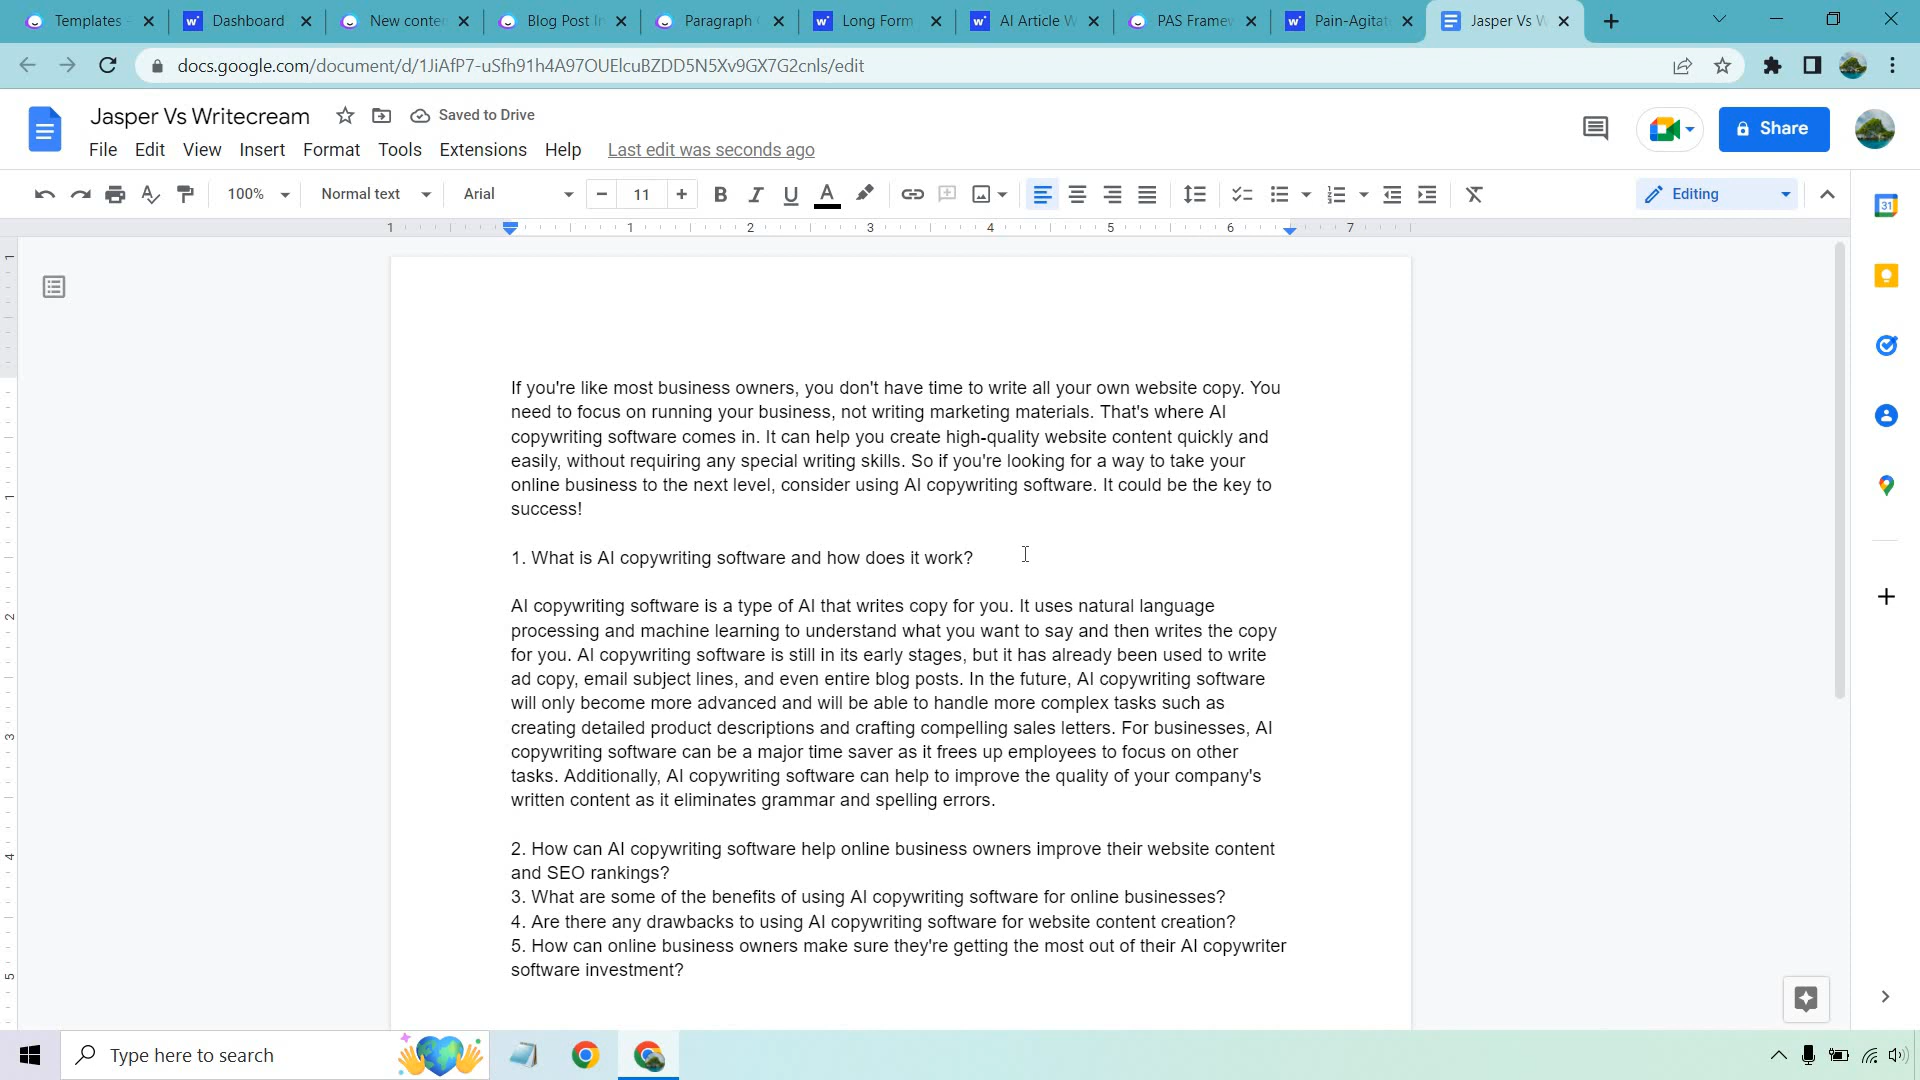 Templates
Dashboard
New conte
Blog Post I
Paragraph
Long Form
AI Article W
PAS Frame
Pain-Agitat
Jasper Vs W
docs.google.com/document/d/1JiAfP7-uSfh91h4A97OUElcuBZDD5N5Xv9GX7G2cnls/edit
Jasper Vs Writecream
Saved to Drive
Share
File Edit View Insert Format Tools Extensions Help Last edit was seconds ago
100% Normal text Arial 11 Editing
1 1 2 3 4 5 6 7
If you're like most business owners, you don't have time to write all your own website copy. You
need to focus on running your business, not writing marketing materials. That's where AI
copywriting software comes in. It can help you create high-quality website content quickly and
easily, without requiring any special writing skills. So if you're looking for a way to take your
online business to the next level, consider using AI copywriting software. It could be the key to
success!
1. What is AI copywriting software and how does it work?
AI copywriting software is a type of AI that writes copy for you. It uses natural language
processing and machine learning to understand what you want to say and then writes the copy
for you. AI copywriting software is still in its early stages, but it has already been used to write
ad copy, email subject lines, and even entire blog posts. In the future, AI copywriting software
will only become more advanced and will be able to handle more complex tasks such as
creating detailed product descriptions and crafting compelling sales letters. For businesses, AI
copywriting software can be a major time saver as it frees up employees to focus on other
tasks. Additionally, AI copywriting software can help to improve the quality of your company's
written content as it eliminates grammar and spelling errors.
2. How can AI copywriting software help online business owners improve their website content
and SEO rankings?
3. What are some of the benefits of using AI copywriting software for online businesses?
4. Are there any drawbacks to using AI copywriting software for website content creation?
5. How can online business owners make sure they're getting the most out of their AI copywriter
software investment?
Type here to search